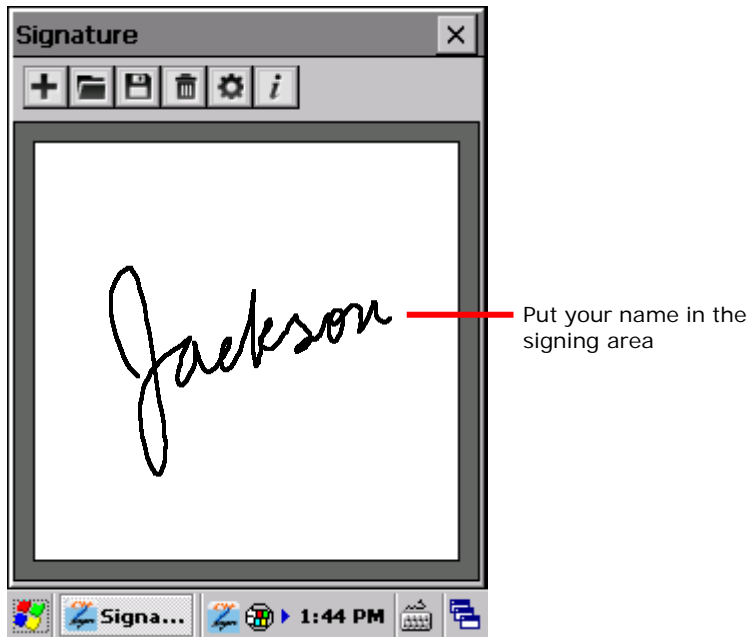 Signature
i
Jackson
Put your name in the
signing area
Signa...
1:44 PM